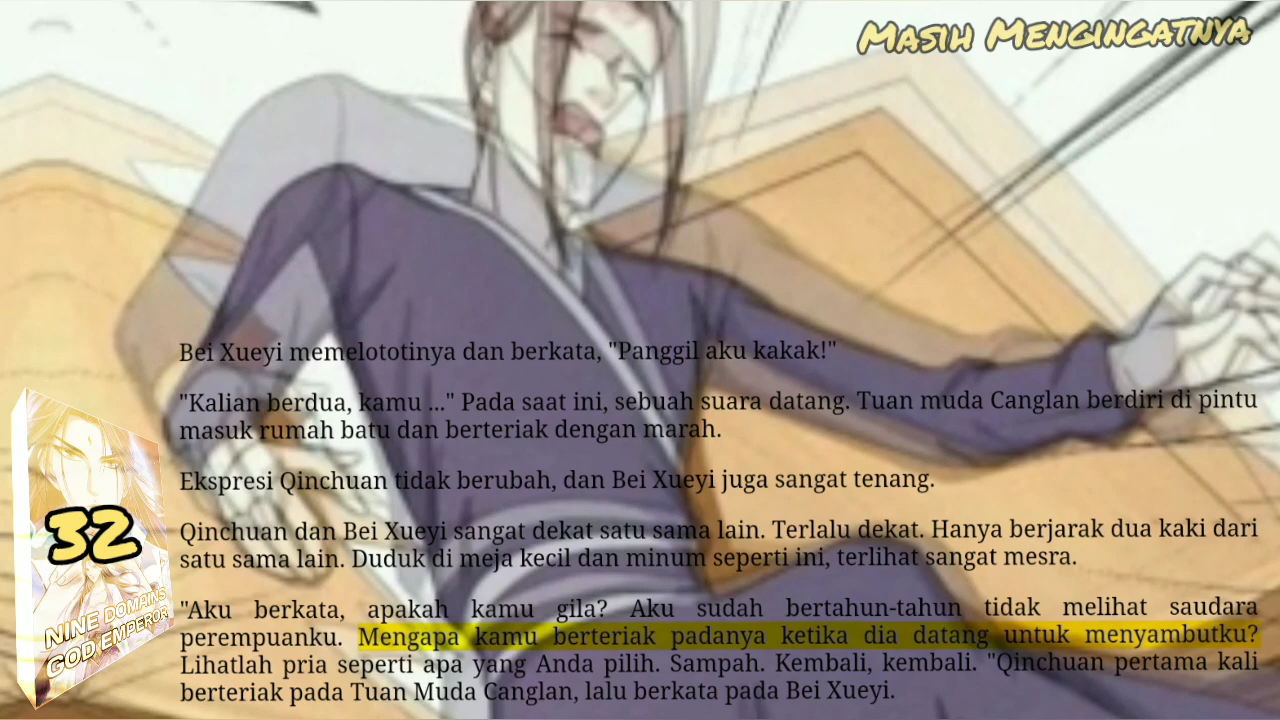 Masih Mengingatnya
Bei Xueyi memelototinya dan berkata, "Panggil aku kakak!"
"Kalian berdua, kamu ..." Pada saat ini, sebuah suara datang. Tuan muda Canglan berdiri di pintu
masuk rumah batu dan berteriak dengan marah.
Ekspresi Qinchuan tidak berubah, dan Bei Xueyi juga sangat tenang.
Qinchuan dan Bei Xueyi sangat dekat satu sama lain. Terlalu dekat. Hanya berjarak dua kaki dari
satu sama lain. Duduk di meja kecil dan minum seperti ini, terlihat sangat mesra.
"Aku berkata, apakah kamu gila? Aku sudah bertahun-tahun tidak melihat saudara
perempuanku. Mengapa kamu berteriak padanya ketika dia datang untuk menyambutku?
Lihatlah pria seperti apa yang Anda pilih. Sampah. Kembali, kembali. "Qinchuan pertama kali
berteriak pada Tuan Muda Canglan, lalu berkata pada Bei Xueyi.
32
NINE DOMAINS
GOD EMPEROR